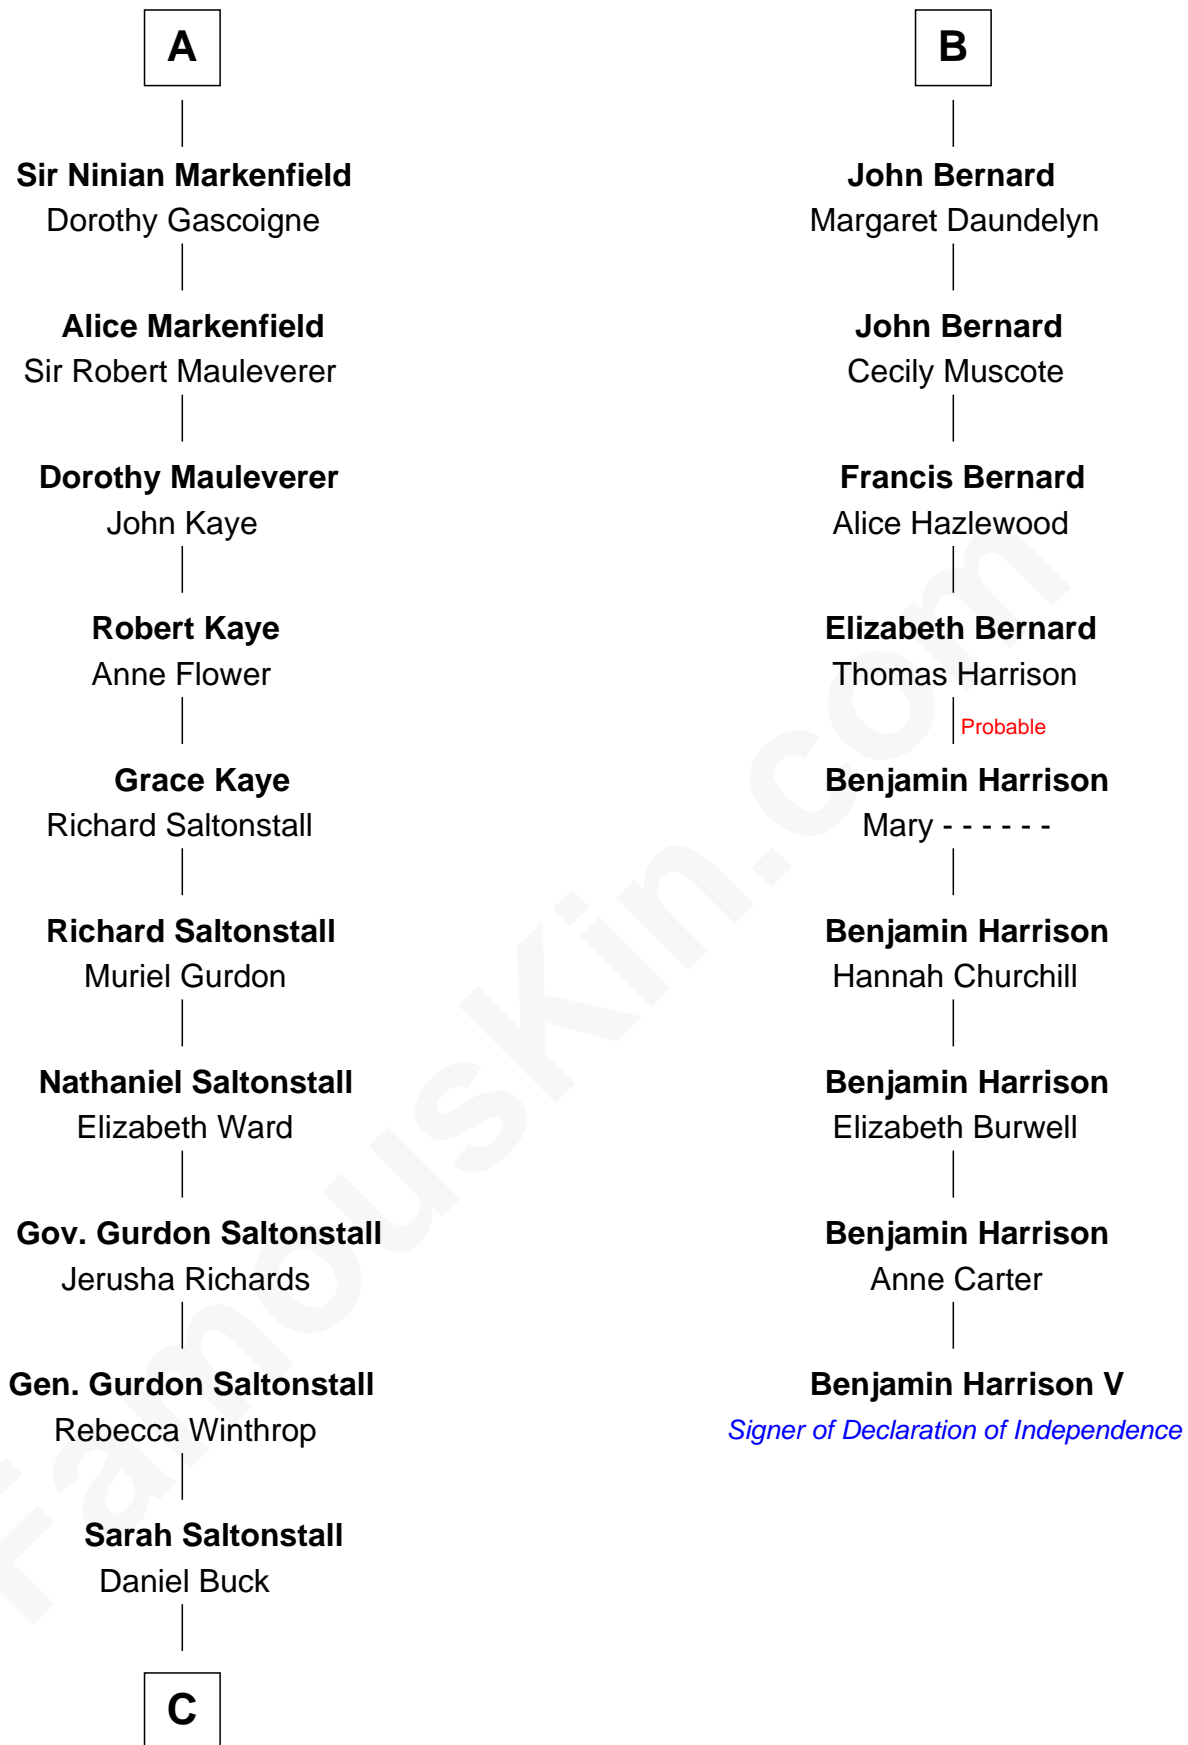 A
Sir Ninian Markenfield
Dorothy Gascoigne
Alice Markenfield
Sir Robert Mauleverer
Dorothy Mauleverer
John Kaye
Robert Kaye
Anne Flower
Grace Kaye
Richard Saltonstall
Richard Saltonstall
Muriel Gurdon
Nathaniel Saltonstall
Elizabeth Ward
Gov. Gurdon Saltonstall
Jerusha Richards
Gen. Gurdon Saltonstall
Rebecca Winthrop
Sarah Saltonstall
Daniel Buck
C
B
John Bernard
Margaret Daundelyn
John Bernard
Cecily Muscote
Francis Bernard
Alice Hazlewood
Elizabeth Bernard
Thomas Harrison
Probable
Benjamin Harrison
Mary - - - - - -
Benjamin Harrison
Hannah Churchill
Benjamin Harrison
Elizabeth Burwell
Benjamin Harrison
Anne Carter
Benjamin Harrison V
Signer of Declaration of Independence
FamousKin.com